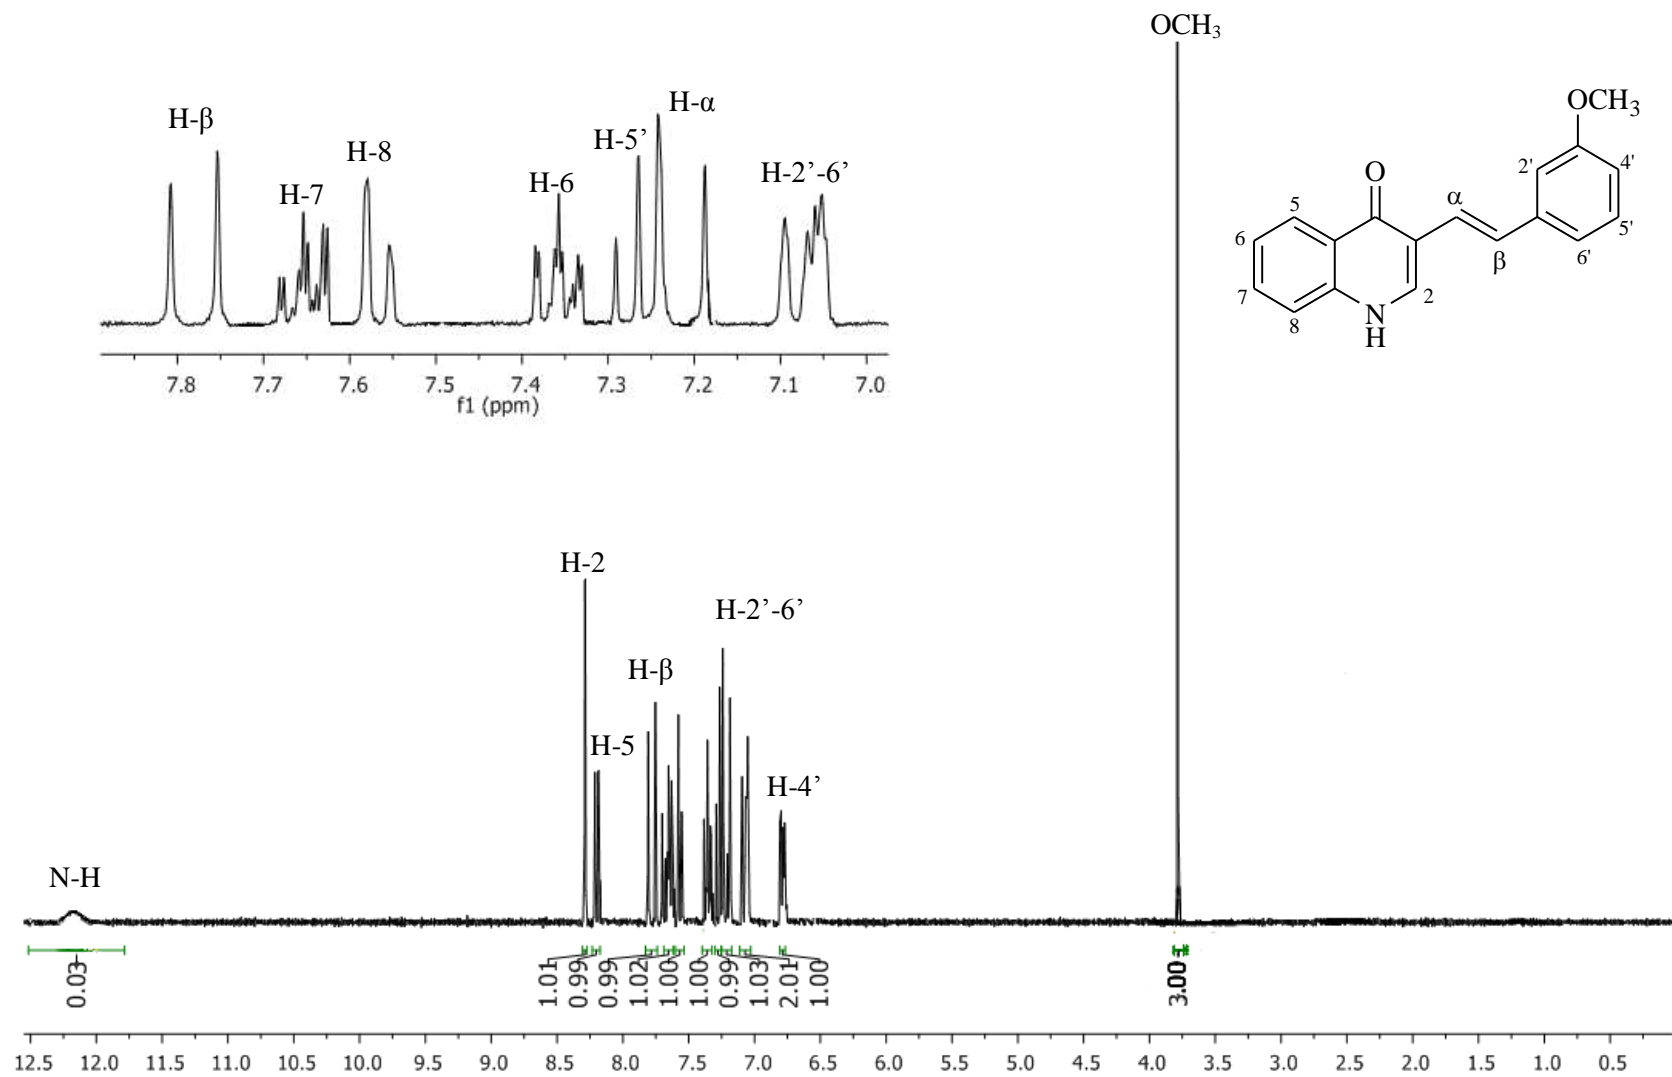 OCH₃
H-β
H-7
H-8
H-6
H-5’
H-α
H-2’-6’
7.8 7.7 7.6 7.5 7.4 7.3 7.2 7.1 7.0
f1 (ppm)
OCH₃
2' 4'
5' 6'
O
α
β
5
6
7
8
N
H
2
H-2
H-5
H-β
H-2’-6’
H-4’
N-H
0.03 1.01 0.99 0.99 1.02 1.00 1.00 0.99 1.03 2.01 1.00 3.00
12.5 12.0 11.5 11.0 10.5 10.0 9.5 9.0 8.5 8.0 7.5 7.0 6.5 6.0 5.5 5.0 4.5 4.0 3.5 3.0 2.5 2.0 1.5 1.0 0.5